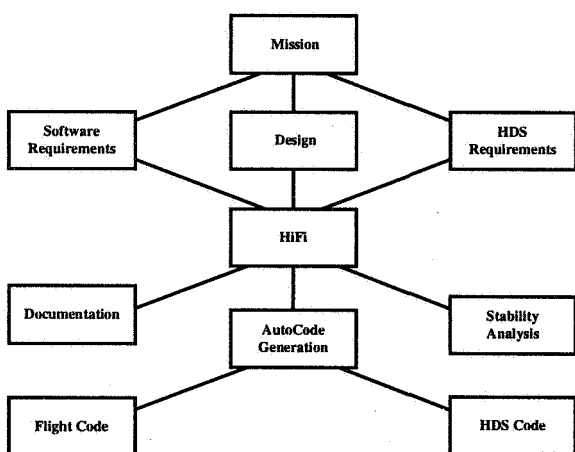 Mission
Software
Requirements
Design
HDS
Requirements
HiFi
Documentation
AutoCode
Generation
Stability
Analysis
Flight Code
HDS Code